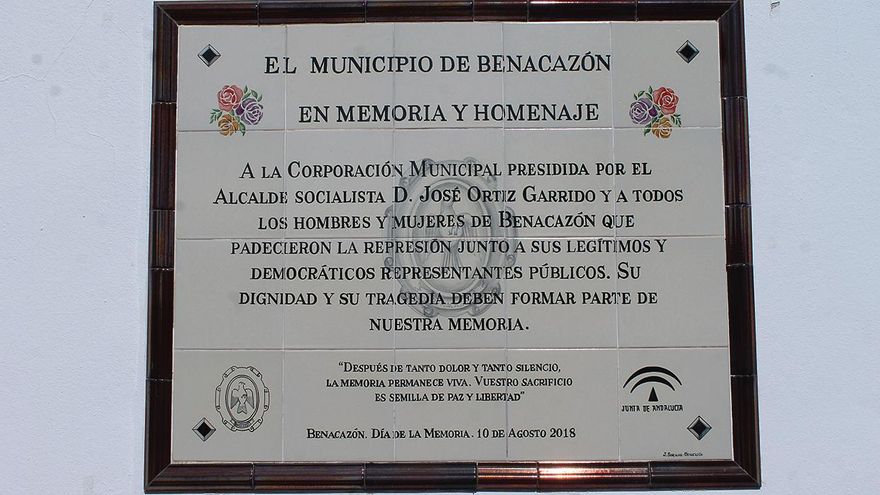 EL MUNICIPIO DE BENACAZÓN
EN MEMORIA Y HOMENAJE
A LA CORPORACIÓN MUNICIPAL PRESIDIDA POR EL
ALCALDE SOCIALISTA D. JOSÉ ORTIZ GARRIDO Y A TODOS
LOS HOMBRES Y MUJERES DE BENACAZÓN QUE
PADECIERON LA REPRESIÓN JUNTO A SUS LEGÍTIMOS Y
DEMOCRÁTICOS REPRESENTANTES PÚBLICOS. SU
DIGNIDAD Y SU TRAGEDIA DEBEN FORMAR PARTE DE
NUESTRA MEMORIA.
"DESPUÉS DE TANTO DOLOR Y TANTO SILENCIO,
LA MEMORIA PERMANECE VIVA. VUESTRO SACRIFICIO
ES SEMILLA DE PAZ Y LIBERTAD"
JUNTA DE ANDALUCIA
BENACAZÓN. DÍA DE LA MEMORIA. 10 DE AGOSTO 2018